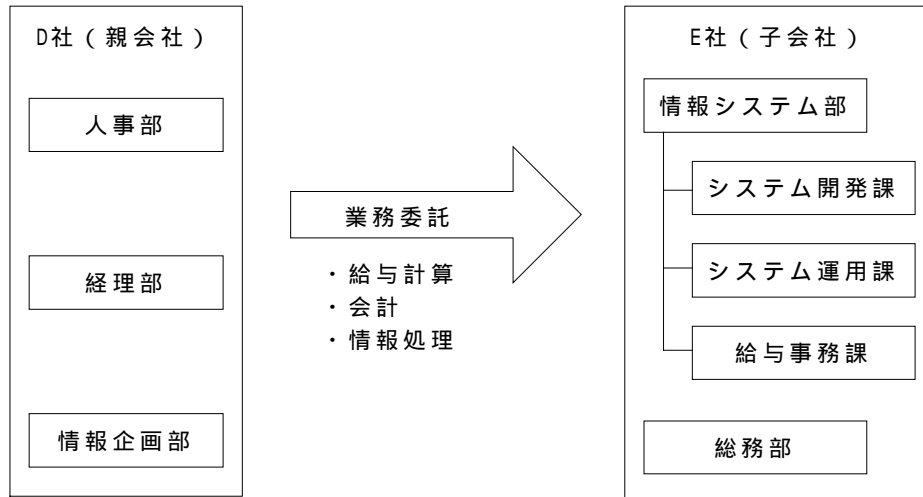 D社（親会社）
人事部
経理部
情報企画部
業務委託
・給与計算
・会計
・情報処理
E社（子会社）
情報システム部
システム開発課
システム運用課
給与事務課
総務部